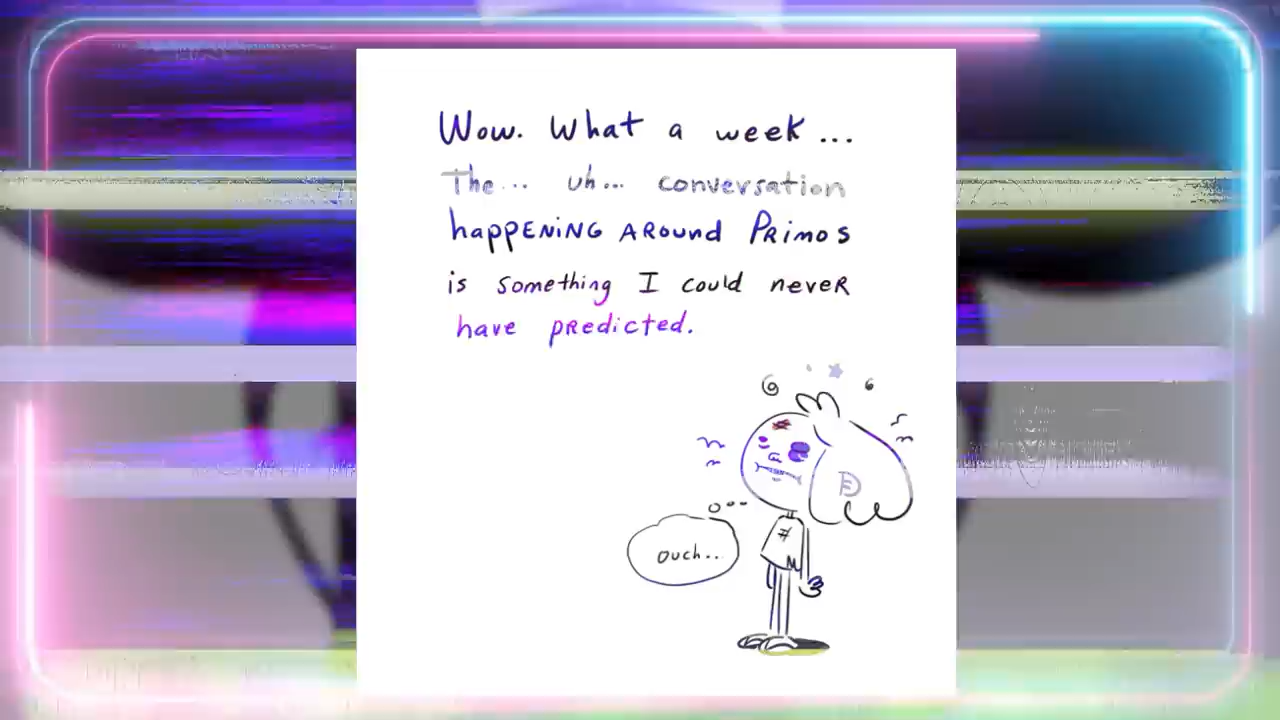 Wow. What a week...
The... uh... conversation
happENING AROUND PRimos
is something I could neveR
have pRedicted.
ouch...
#